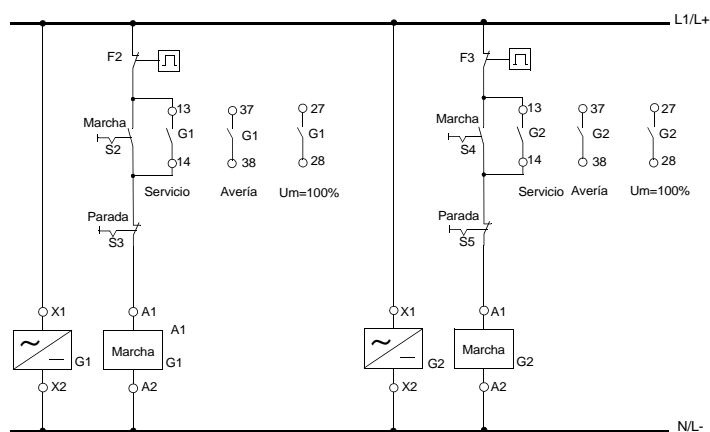 L1/L+
F2
F3
13
37
27
13
37
27
Marcha
G1
G1
G1
Marcha
G2
G2
G2
S2
S4
14
38
28
14
38
28
Servicio
Avería
Um=100%
Servicio
Avería
Um=100%
Parada
Parada
S3
S5
X1
A1
X1
A1
A1
Marcha
Marcha
G1
G1
G2
G2
X2
A2
X2
A2
N/L-